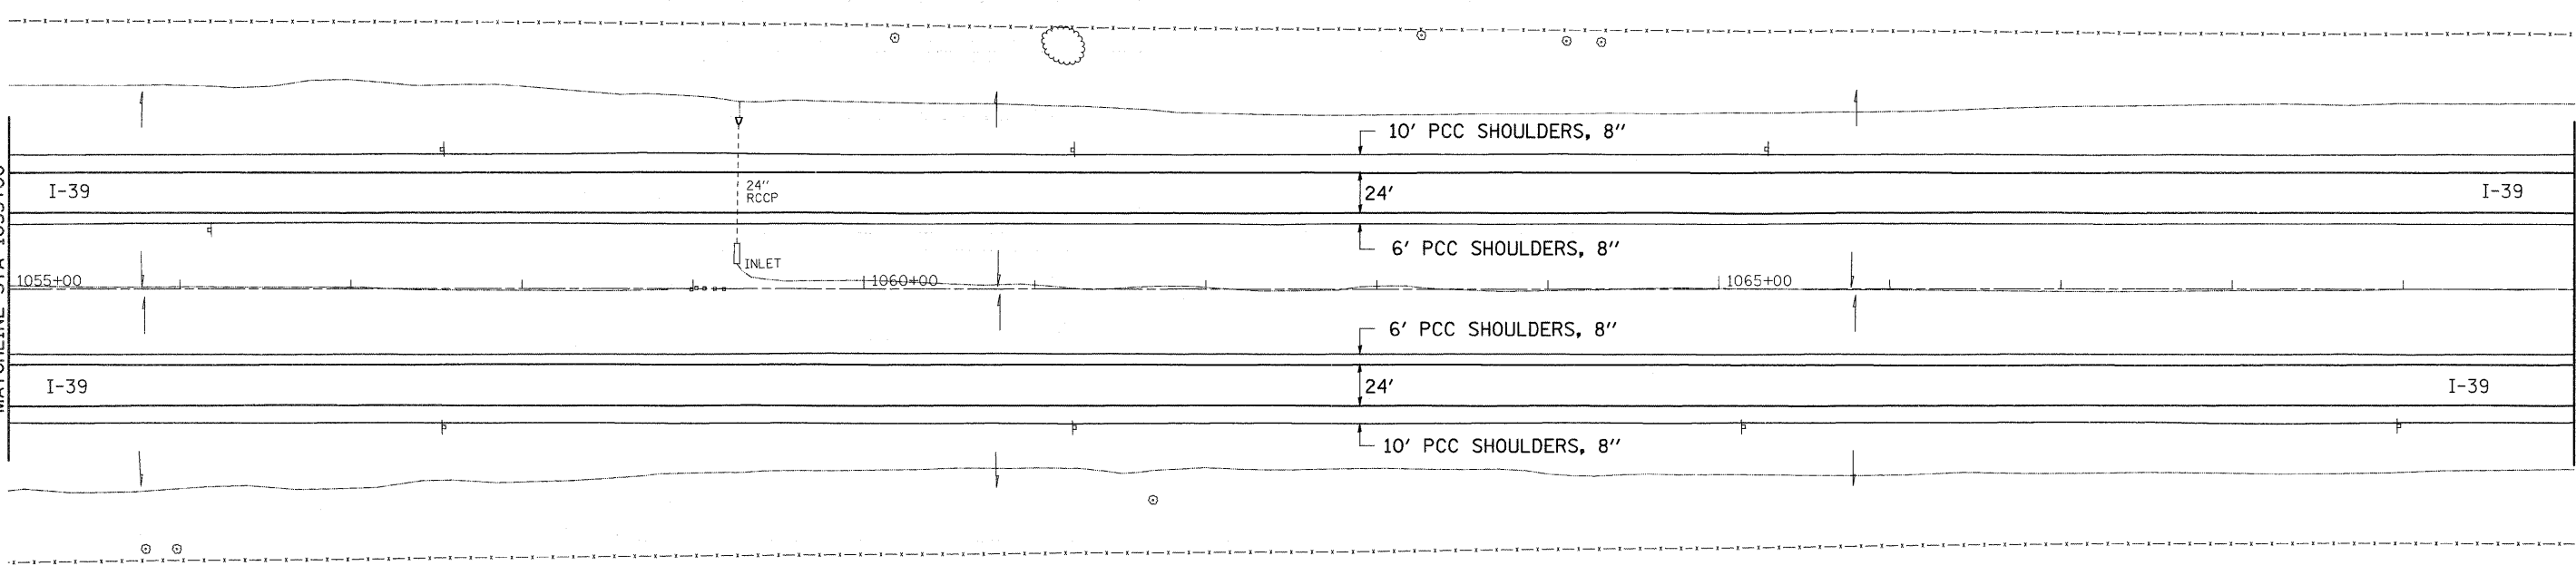 10' PCC SHOULDERS, 8"
I-39
24"
RCCP
24'
I-39
6' PCC SHOULDERS, 8"
INLET
1055+00
1060+00
1065+00
6' PCC SHOULDERS, 8"
I-39
24'
I-39
10' PCC SHOULDERS, 8"